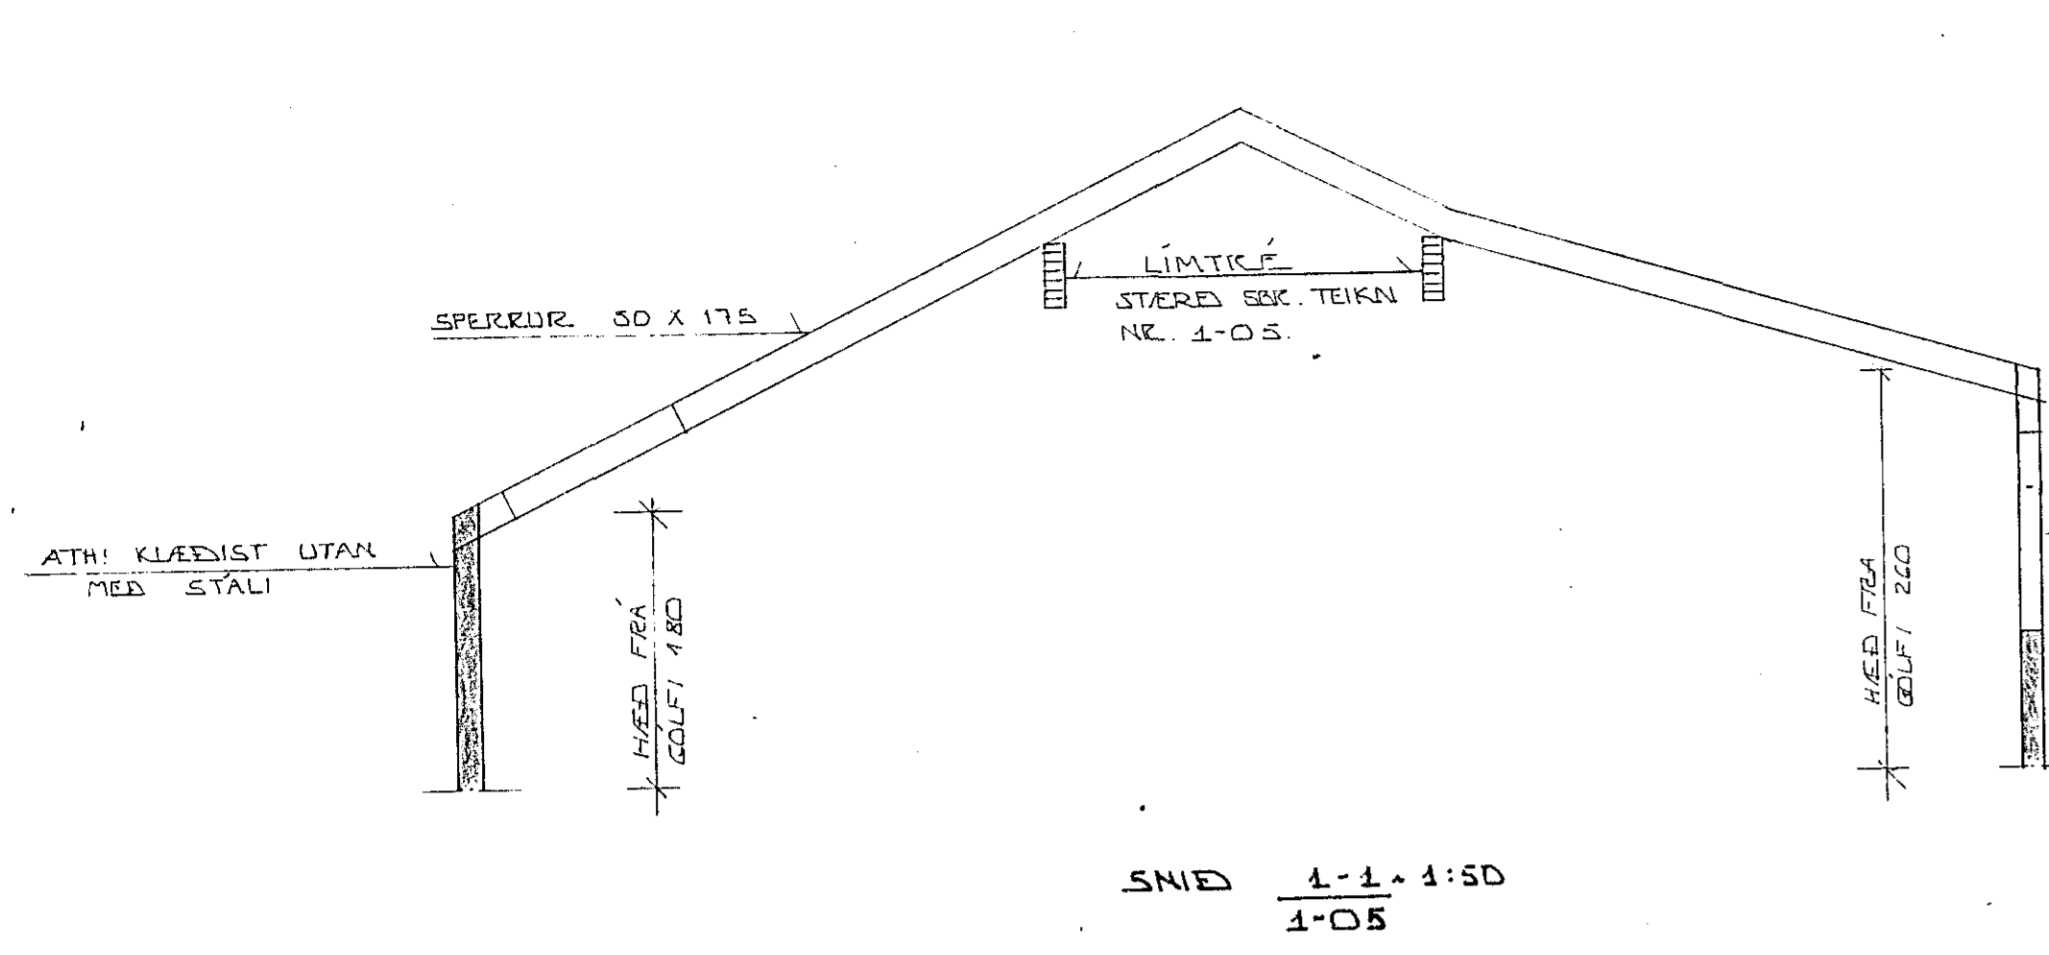 LÍMTRÉ
STÆRÐ SBR. TEIKN
NR. 1-05.
SPERRUR 50 X 175
ATH! KLÆÐIST UTAN
MEÐ STÁLI
HÆÐ FRÁ
GÓLFI 180
HÆÐ FRA
GÓLFI 260
SNIÐ 1-1 1:50
1-05